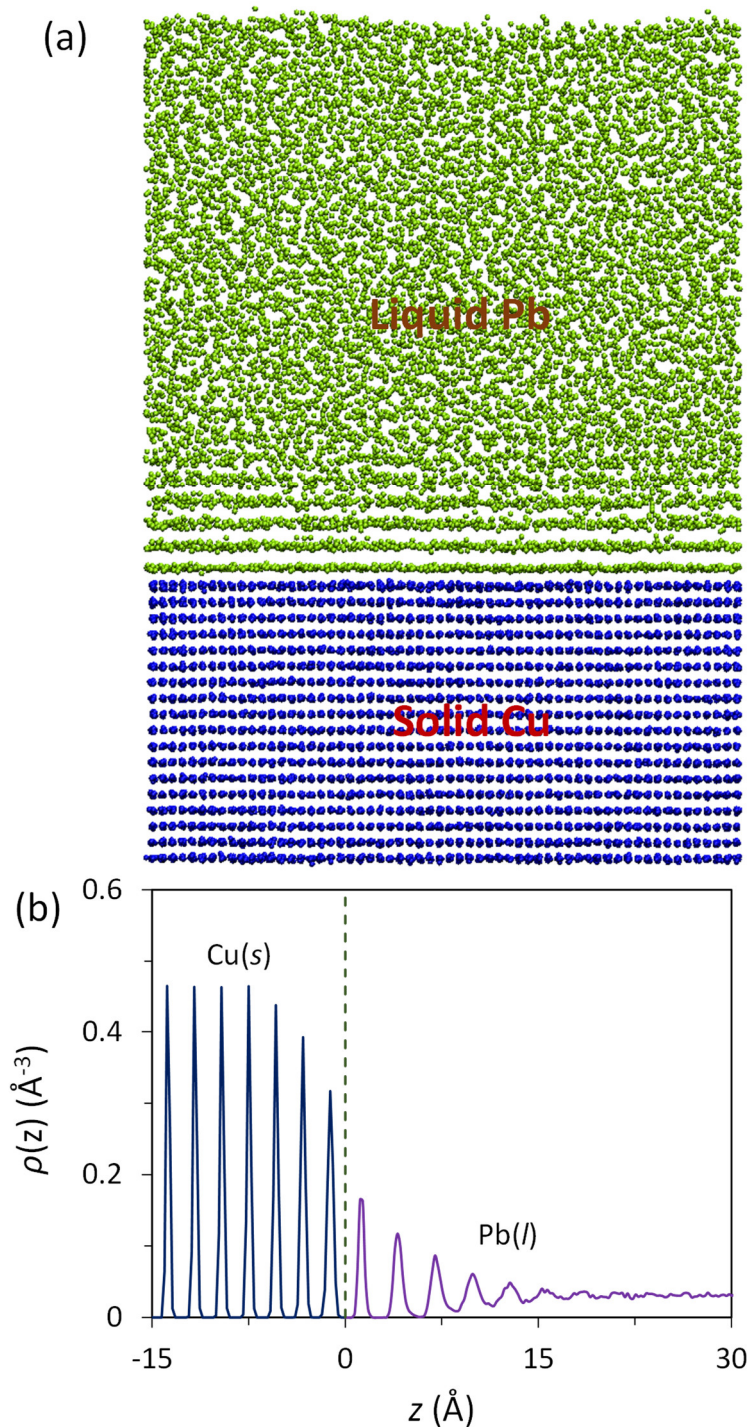 (a)
Liquid Pb
Solid Cu
(b)
0.6
Cu(s)
0.4
ρ(z) (Å⁻³)
0.2
Pb(l)
0
-15 0 15 30
z (Å)